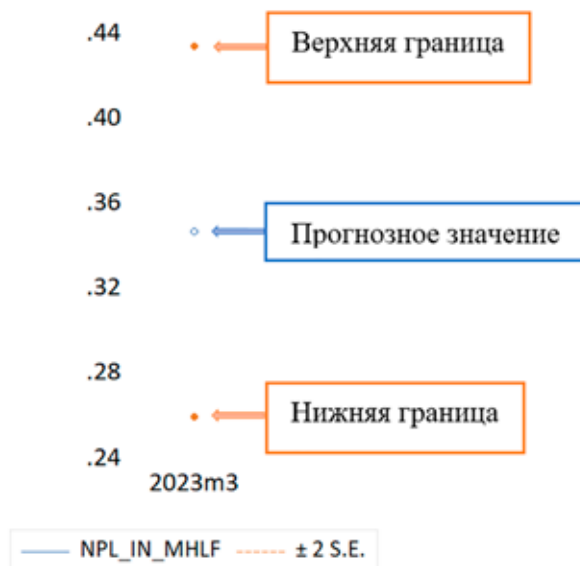 .44
Верхняя граница
.40
.36
Прогнозное значение
.32
.28
Нижняя граница
.24
2023m3
NPL_IN_MHLF ± 2 S.E.